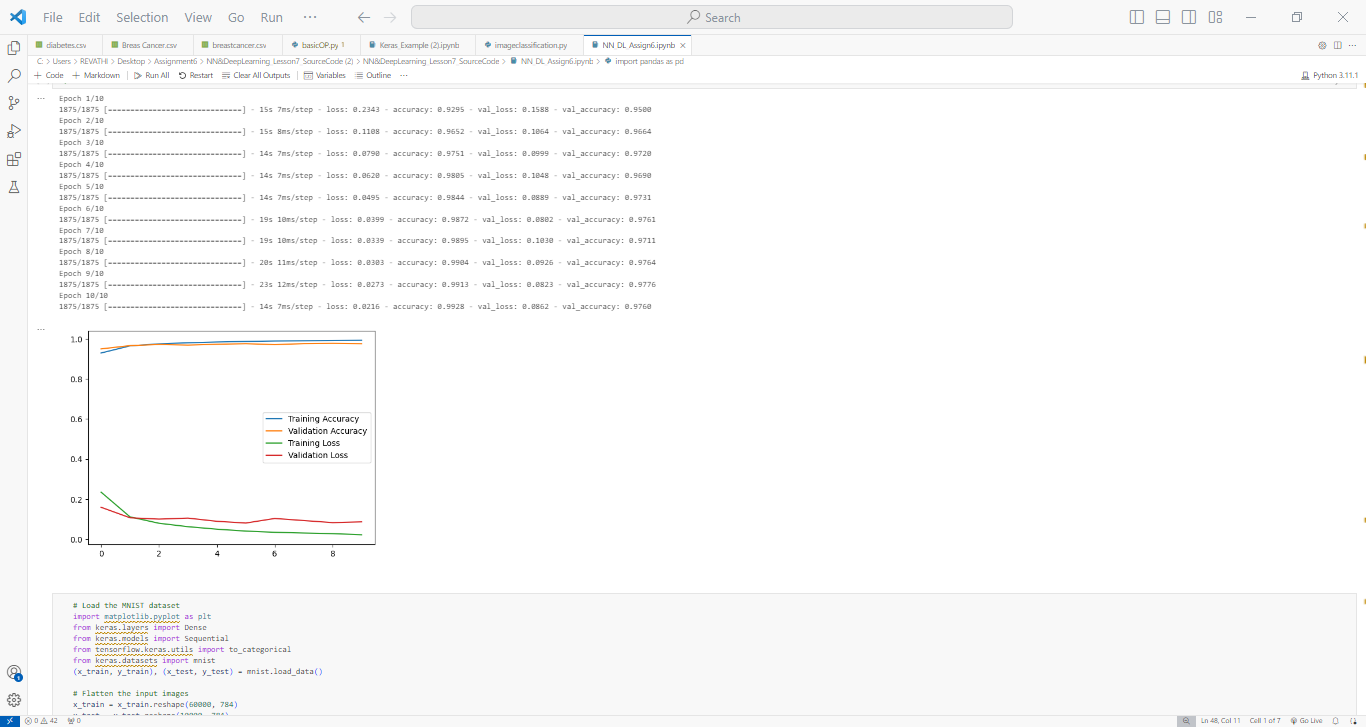 File Edit Selection View Go Run ··· Search
diabetes.csv Breas Cancer.csv breastcancer.csv basicOP.py 1 Keras_Example (2).ipynb imageclassification.py NN_DL_Assign6.ipynb
C: > Users > REVATHI > Desktop > Assignment6 > NN&DeepLearning_Lesson7_SourceCode (2) > NN&DeepLearning_Lesson7_SourceCode > NN_DL_Assign6.ipynb > import pandas as pd
+ Code + Markdown Run All Restart Clear All Outputs Variables Outline ··· Python 3.11.1
Epoch 1/10
1875/1875 [==============================] - 15s 7ms/step - loss: 0.2343 - accuracy: 0.9295 - val_loss: 0.1588 - val_accuracy: 0.9500
Epoch 2/10
1875/1875 [==============================] - 15s 8ms/step - loss: 0.1108 - accuracy: 0.9652 - val_loss: 0.1064 - val_accuracy: 0.9664
Epoch 3/10
1875/1875 [==============================] - 14s 7ms/step - loss: 0.0790 - accuracy: 0.9751 - val_loss: 0.0999 - val_accuracy: 0.9720
Epoch 4/10
1875/1875 [==============================] - 14s 7ms/step - loss: 0.0620 - accuracy: 0.9805 - val_loss: 0.1048 - val_accuracy: 0.9690
Epoch 5/10
1875/1875 [==============================] - 14s 7ms/step - loss: 0.0495 - accuracy: 0.9844 - val_loss: 0.0889 - val_accuracy: 0.9731
Epoch 6/10
1875/1875 [==============================] - 19s 10ms/step - loss: 0.0399 - accuracy: 0.9872 - val_loss: 0.0802 - val_accuracy: 0.9761
Epoch 7/10
1875/1875 [==============================] - 19s 10ms/step - loss: 0.0339 - accuracy: 0.9895 - val_loss: 0.1030 - val_accuracy: 0.9711
Epoch 8/10
1875/1875 [==============================] - 20s 11ms/step - loss: 0.0303 - accuracy: 0.9904 - val_loss: 0.0926 - val_accuracy: 0.9764
Epoch 9/10
1875/1875 [==============================] - 23s 12ms/step - loss: 0.0273 - accuracy: 0.9913 - val_loss: 0.0823 - val_accuracy: 0.9776
Epoch 10/10
1875/1875 [==============================] - 14s 7ms/step - loss: 0.0216 - accuracy: 0.9928 - val_loss: 0.0862 - val_accuracy: 0.9760
1.0
0.8
0.6
0.4
0.2
0.0
0 2 4 6 8
Training Accuracy
Validation Accuracy
Training Loss
Validation Loss
# Load the MNIST dataset
import matplotlib.pyplot as plt
from keras.layers import Dense
from keras.models import Sequential
from tensorflow.keras.utils import to_categorical
from keras.datasets import mnist
(x_train, y_train), (x_test, y_test) = mnist.load_data()
# Flatten the input images
x_train = x_train.reshape(60000, 784)
1
0 42 0 Ln 48, Col 11 Cell 1 of 7 Go Live